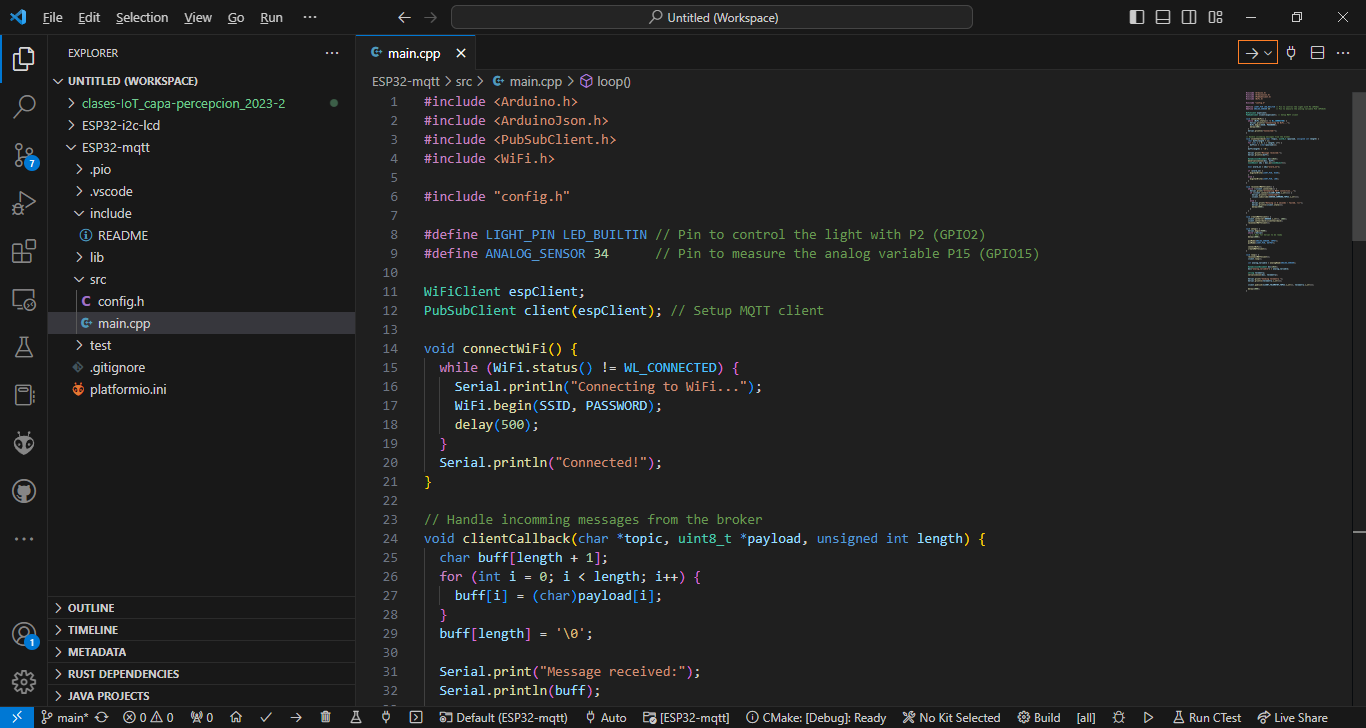 File Edit Selection View Go Run ··· Untitled (Workspace)
EXPLORER
UNTITLED (WORKSPACE)
clases-IoT_capa-percepcion_2023-2
ESP32-i2c-lcd
ESP32-mqtt
.pio
.vscode
include
README
lib
src
config.h
main.cpp
test
.gitignore
platformio.ini
OUTLINE
TIMELINE
METADATA
RUST DEPENDENCIES
JAVA PROJECTS
7
1
main.cpp
ESP32-mqtt > src > main.cpp > loop()
1 #include <Arduino.h>
2 #include <ArduinoJson.h>
3 #include <PubSubClient.h>
4 #include <WiFi.h>
5
6 #include "config.h"
7
8 #define LIGHT_PIN LED_BUILTIN // Pin to control the light with P2 (GPIO2)
9 #define ANALOG_SENSOR 34 // Pin to measure the analog variable P15 (GPIO15)
10
11 WiFiClient espClient;
12 PubSubClient client(espClient); // Setup MQTT client
13
14 void connectWiFi() {
15 while (WiFi.status() != WL_CONNECTED) {
16 Serial.println("Connecting to WiFi...");
17 WiFi.begin(SSID, PASSWORD);
18 delay(500);
19 }
20 Serial.println("Connected!");
21 }
22
23 // Handle incomming messages from the broker
24 void clientCallback(char *topic, uint8_t *payload, unsigned int length) {
25 char buff[length + 1];
26 for (int i = 0; i < length; i++) {
27 buff[i] = (char)payload[i];
28 }
29 buff[length] = '\0';
30
31 Serial.print("Message received:");
32 Serial.println(buff);
main* 0 0 0 Default (ESP32-mqtt) Auto [ESP32-mqtt] CMake: [Debug]: Ready No Kit Selected Build [all] Run CTest Live Share